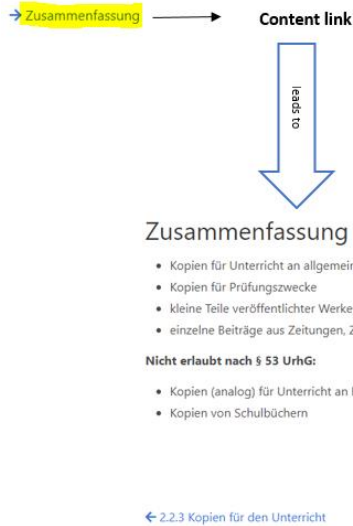 → Zusammenfassung
Content link
leads to
Zusammenfassung
• Kopien für Unterricht an
• Kopien für Prüfungszwecke
• kleine Teile veröffentlichter Werke
• einzelne Beiträge aus Zeitungen,
Nicht erlaubt nach § 53 UrhG:
• Kopien (analog) für Unterricht an
• Kopien von Schulbüchern
← 2.2.3 Kopien für den Unterricht